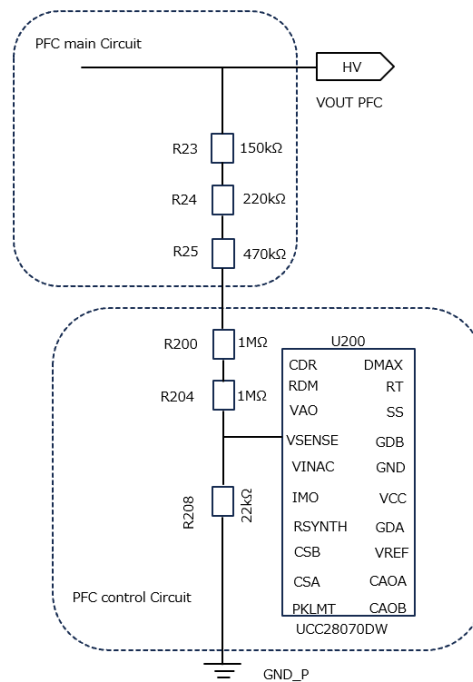 PFC main Circuit
HV
VOUT PFC
R23 150kΩ
R24 220kΩ
R25 470kΩ
R200 1MΩ
R204 1MΩ
R208 22kΩ
U200
CDR DMAX
RDM RT
VAO SS
VSENSE GDB
VINAC GND
IMO VCC
RSYNTH GDA
CSB VREF
CSA CAOA
PKLMT CAOB
UCC28070DW
PFC control Circuit
GND_P